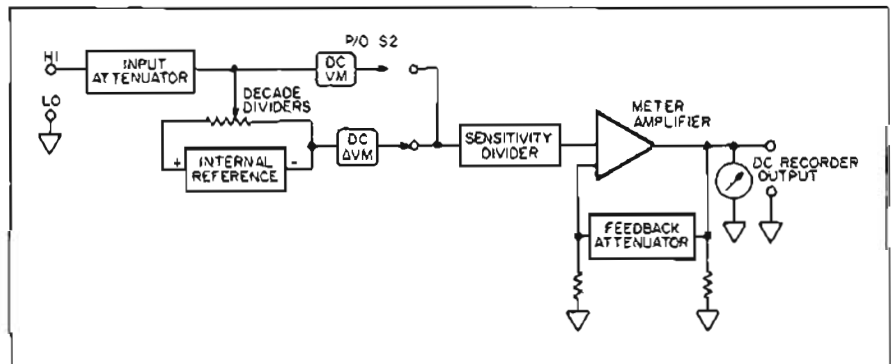 P/O S2
HI
INPUT
ATTENUATOR
DC
VM
LO
DECADE
DIVIDERS
METER
AMPLIFIER
+
INTERNAL
REFERENCE
-
DC
ΔVM
SENSITIVITY
DIVIDER
DC RECORDER
OUTPUT
FEEDBACK
ATTENUATOR